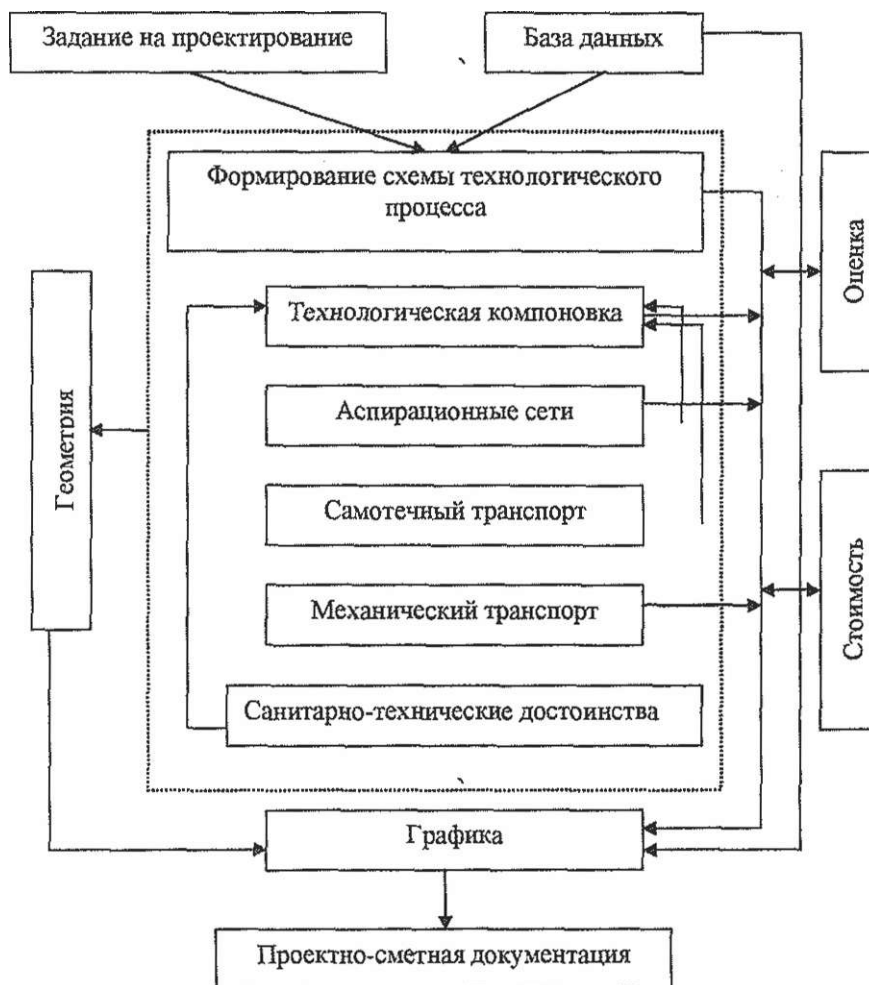 Задание на проектирование
База данных
Формирование схемы технологического
процесса
Оценка
Технологическая компоновка
Геометрия
Аспирационные сети
Самотечный транспорт
Стоимость
Механический транспорт
Санитарно-технические достоинства
Графика
Проектно-сметная документация